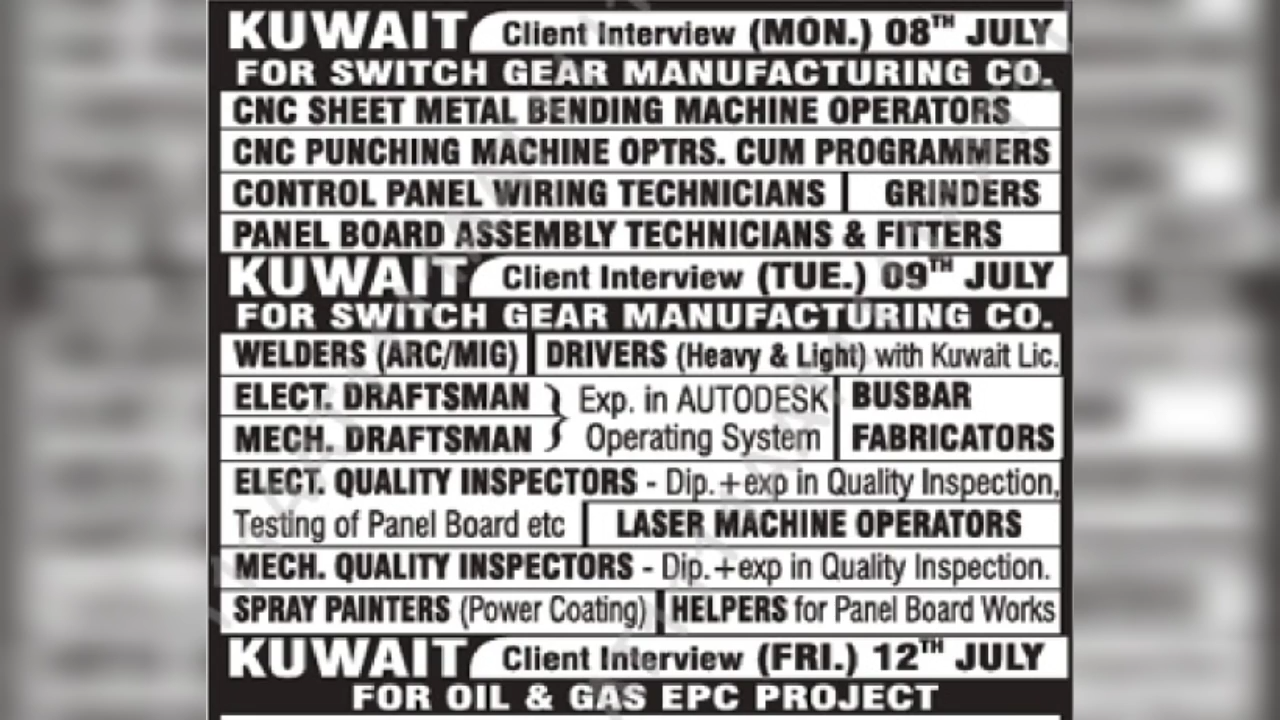 KUWAIT Client Interview (MON.) 08TH JULY
FOR SWITCH GEAR MANUFACTURING CO.
CNC SHEET METAL BENDING MACHINE OPERATORS
CNC PUNCHING MACHINE OPTRS. CUM PROGRAMMERS
CONTROL PANEL WIRING TECHNICIANS | GRINDERS
PANEL BOARD ASSEMBLY TECHNICIANS & FITTERS
KUWAIT Client Interview (TUE.) 09TH JULY
FOR SWITCH GEAR MANUFACTURING CO.
WELDERS (ARC/MIG) | DRIVERS (Heavy & Light) with Kuwait Lic.
ELECT. DRAFTSMAN } Exp. in AUTODESK | BUSBAR
MECH. DRAFTSMAN } Operating System | FABRICATORS
ELECT. QUALITY INSPECTORS - Dip.+exp in Quality Inspection,
Testing of Panel Board etc | LASER MACHINE OPERATORS
MECH. QUALITY INSPECTORS - Dip.+exp in Quality Inspection.
SPRAY PAINTERS (Power Coating) | HELPERS for Panel Board Works
KUWAIT Client Interview (FRI.) 12TH JULY
FOR OIL & GAS EPC PROJECT